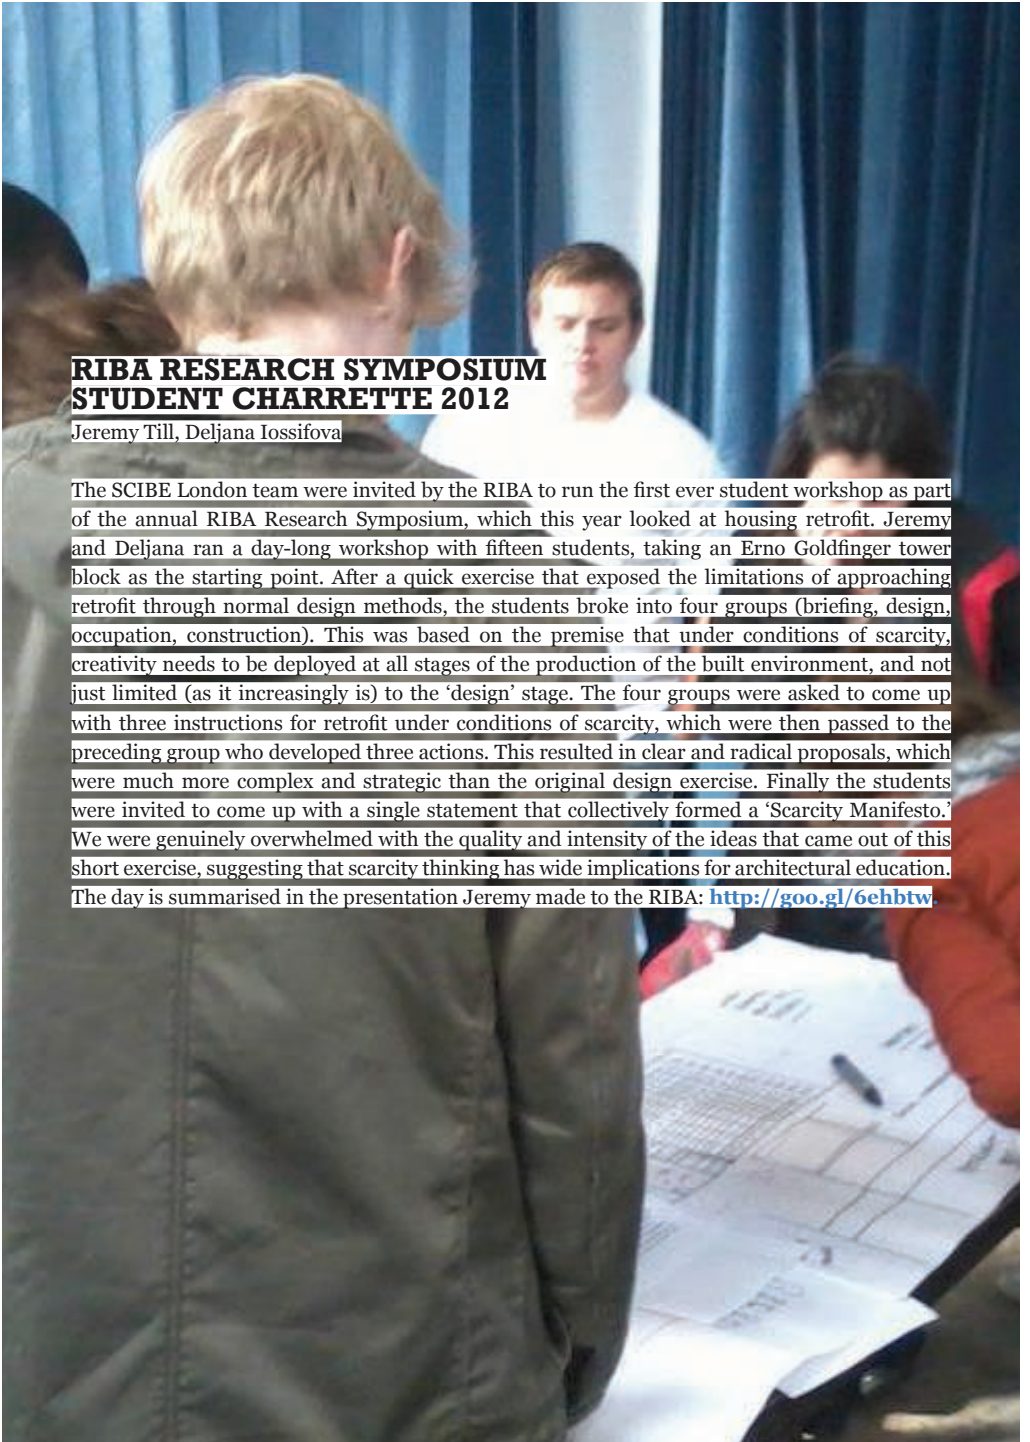 RIBA RESEARCH SYMPOSIUM
STUDENT CHARRETTE 2012
Jeremy Till, Deljana Iossifova
The SCIBE London team were invited by the RIBA to run the first ever student workshop as part
of the annual RIBA Research Symposium, which this year looked at housing retrofit. Jeremy
and Deljana ran a day-long workshop with fifteen students, taking an Erno Goldfinger tower
block as the starting point. After a quick exercise that exposed the limitations of approaching
retrofit through normal design methods, the students broke into four groups (briefing, design,
occupation, construction). This was based on the premise that under conditions of scarcity,
creativity needs to be deployed at all stages of the production of the built environment, and not
just limited (as it increasingly is) to the ‘design’ stage. The four groups were asked to come up
with three instructions for retrofit under conditions of scarcity, which were then passed to the
preceding group who developed three actions. This resulted in clear and radical proposals, which
were much more complex and strategic than the original design exercise. Finally the students
were invited to come up with a single statement that collectively formed a ‘Scarcity Manifesto.’
We were genuinely overwhelmed with the quality and intensity of the ideas that came out of this
short exercise, suggesting that scarcity thinking has wide implications for architectural education.
The day is summarised in the presentation Jeremy made to the RIBA: http://goo.gl/6ehbtw.